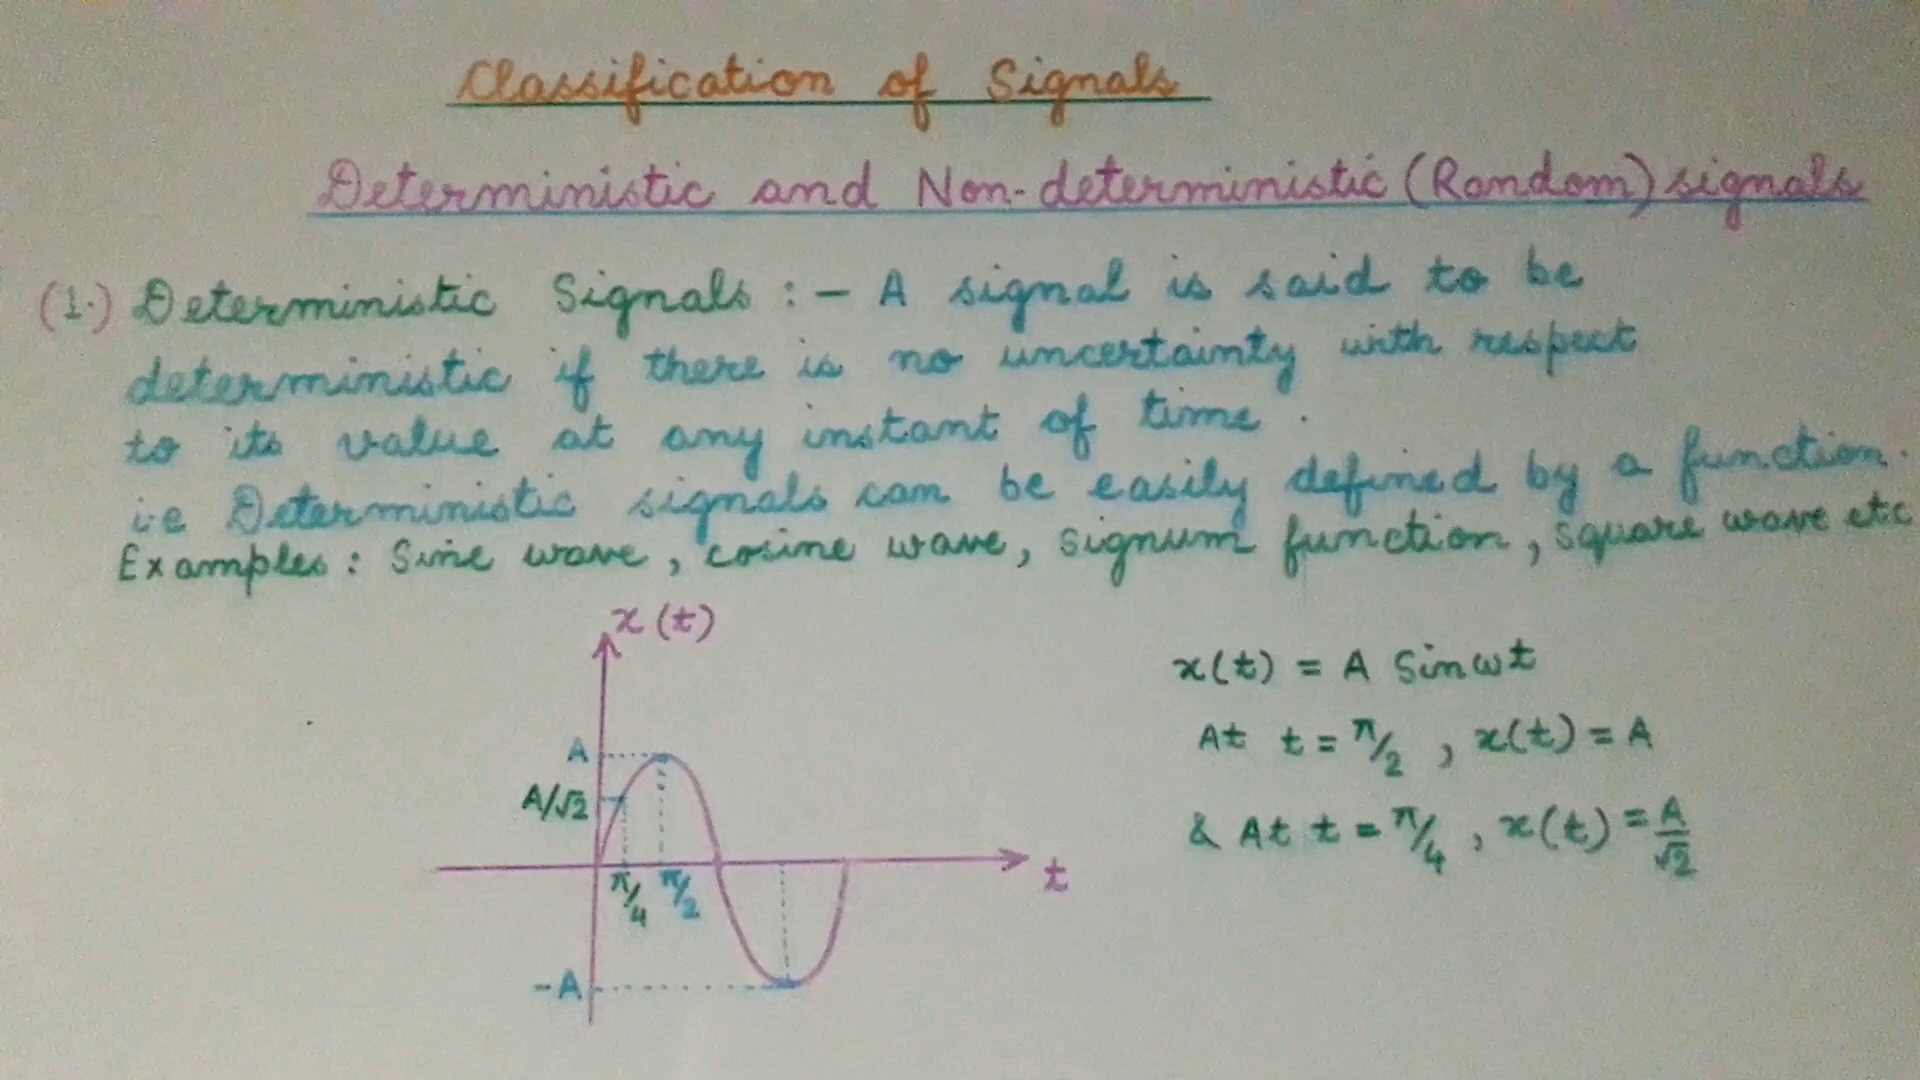 Classification of Signals
Deterministic and Non-deterministic (Random) signals
(1.) Deterministic Signals :- A signal is said to be
deterministic if there is no uncertainty with respect
to its value at any instant of time.
i.e Deterministic signals can be easily defined by a function.
Examples: Sine wave, cosine wave, signum function, square wave etc
x(t)
A
A/√2
π/4 π/2
t
-A
x(t) = A Sinωt
At t = π/2 , x(t) = A
& At t = π/4 , x(t) = A/√2